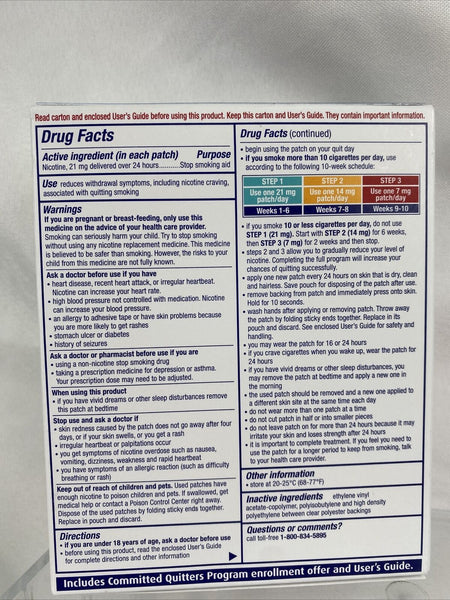 Read carton and enclosed User's Guide before using this product. Keep this carton and User's Guide. They contain important information.
Drug Facts
Active ingredient (in each patch) Purpose
Nicotine, 21 mg delivered over 24 hours............Stop smoking aid
Use reduces withdrawal symptoms, including nicotine craving,
associated with quitting smoking
Warnings
If you are pregnant or breast-feeding, only use this
medicine on the advice of your health care provider.
Smoking can seriously harm your child. Try to stop smoking
without using any nicotine replacement medicine. This medicine
is believed to be safer than smoking. However, the risks to your
child from this medicine are not fully known.
Ask a doctor before use if you have
• heart disease, recent heart attack, or irregular heartbeat.
Nicotine can increase your heart rate.
• high blood pressure not controlled with medication. Nicotine
can increase your blood pressure.
• an allergy to adhesive tape or have skin problems because
you are more likely to get rashes
• stomach ulcer or diabetes
• history of seizures
Ask a doctor or pharmacist before use if you are
• using a non-nicotine stop smoking drug
• taking a prescription medicine for depression or asthma.
Your prescription dose may need to be adjusted.
When using this product
• if you have vivid dreams or other sleep disturbances remove
this patch at bedtime
Stop use and ask a doctor if
• skin redness caused by the patch does not go away after four
days, or if your skin swells, or you get a rash
• irregular heartbeat or palpitations occur
• you get symptoms of nicotine overdose such as nausea,
vomiting, dizziness, weakness and rapid heartbeat
• you have symptoms of an allergic reaction (such as difficulty
breathing or rash)
Keep out of reach of children and pets. Used patches have
enough nicotine to poison children and pets. If swallowed, get
medical help or contact a Poison Control Center right away.
Dispose of the used patches by folding sticky ends together.
Replace in pouch and discard.
Directions
• if you are under 18 years of age, ask a doctor before use
• before using this product, read the enclosed User's Guide
for complete directions and other information
Drug Facts (continued)
• begin using the patch on your quit day
• if you smoke more than 10 cigarettes per day, use
according to the following 10-week schedule:
STEP 1 STEP 2 STEP 3
Use one 21 mg Use one 14 mg Use one 7 mg
patch/day patch/day patch/day
Weeks 1-6 Weeks 7-8 Weeks 9-10
• if you smoke 10 or less cigarettes per day, do not use
STEP 1 (21 mg). Start with STEP 2 (14 mg) for 6 weeks,
then STEP 3 (7 mg) for 2 weeks and then stop.
• steps 2 and 3 allow you to gradually reduce your level of
nicotine. Completing the full program will increase your
chances of quitting successfully.
• apply one new patch every 24 hours on skin that is dry, clean
and hairless. Save pouch for disposing of the patch after use.
• remove backing from patch and immediately press onto skin.
Hold for 10 seconds.
• wash hands after applying or removing patch. Throw away
the patch by folding sticky ends together. Replace in its
pouch and discard. See enclosed User's Guide for safety and
handling.
• you may wear the patch for 16 or 24 hours
• if you crave cigarettes when you wake up, wear the patch for
24 hours
• if you have vivid dreams or other sleep disturbances, you
may remove the patch at bedtime and apply a new one in
the morning
• the used patch should be removed and a new one applied to
a different skin site at the same time each day
• do not wear more than one patch at a time
• do not cut patch in half or into smaller pieces
• do not leave patch on for more than 24 hours because it may
irritate your skin and loses strength after 24 hours
• it is important to complete treatment. If you feel you need to
use the patch for a longer period to keep from smoking, talk
to your health care provider.
Other information
• store at 20-25°C (68-77°F)
Inactive ingredients ethylene vinyl
acetate-copolymer, polyisobutylene and high density
polyethylene between clear polyester backings
Questions or comments?
call toll-free 1-800-834-5895
Includes Committed Quitters Program enrollment offer and User's Guide.